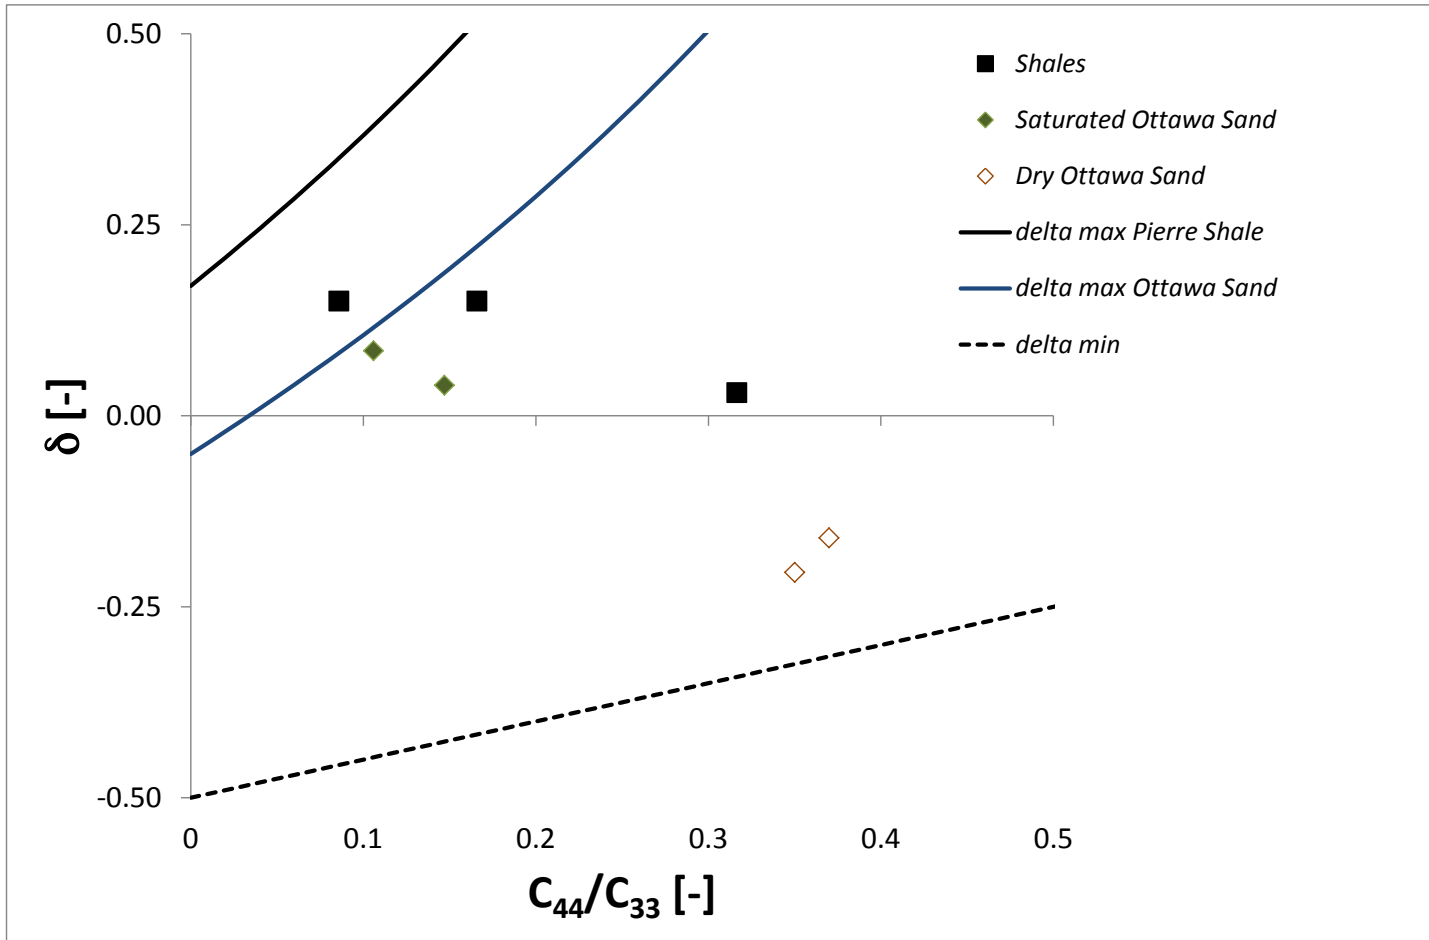 0.50
0.25
0.00
-0.25
-0.50
δ [-]
0 0.1 0.2 0.3 0.4 0.5
C₄₄/C₃₃ [-]
Shales
Saturated Ottawa Sand
Dry Ottawa Sand
delta max Pierre Shale
delta max Ottawa Sand
delta min